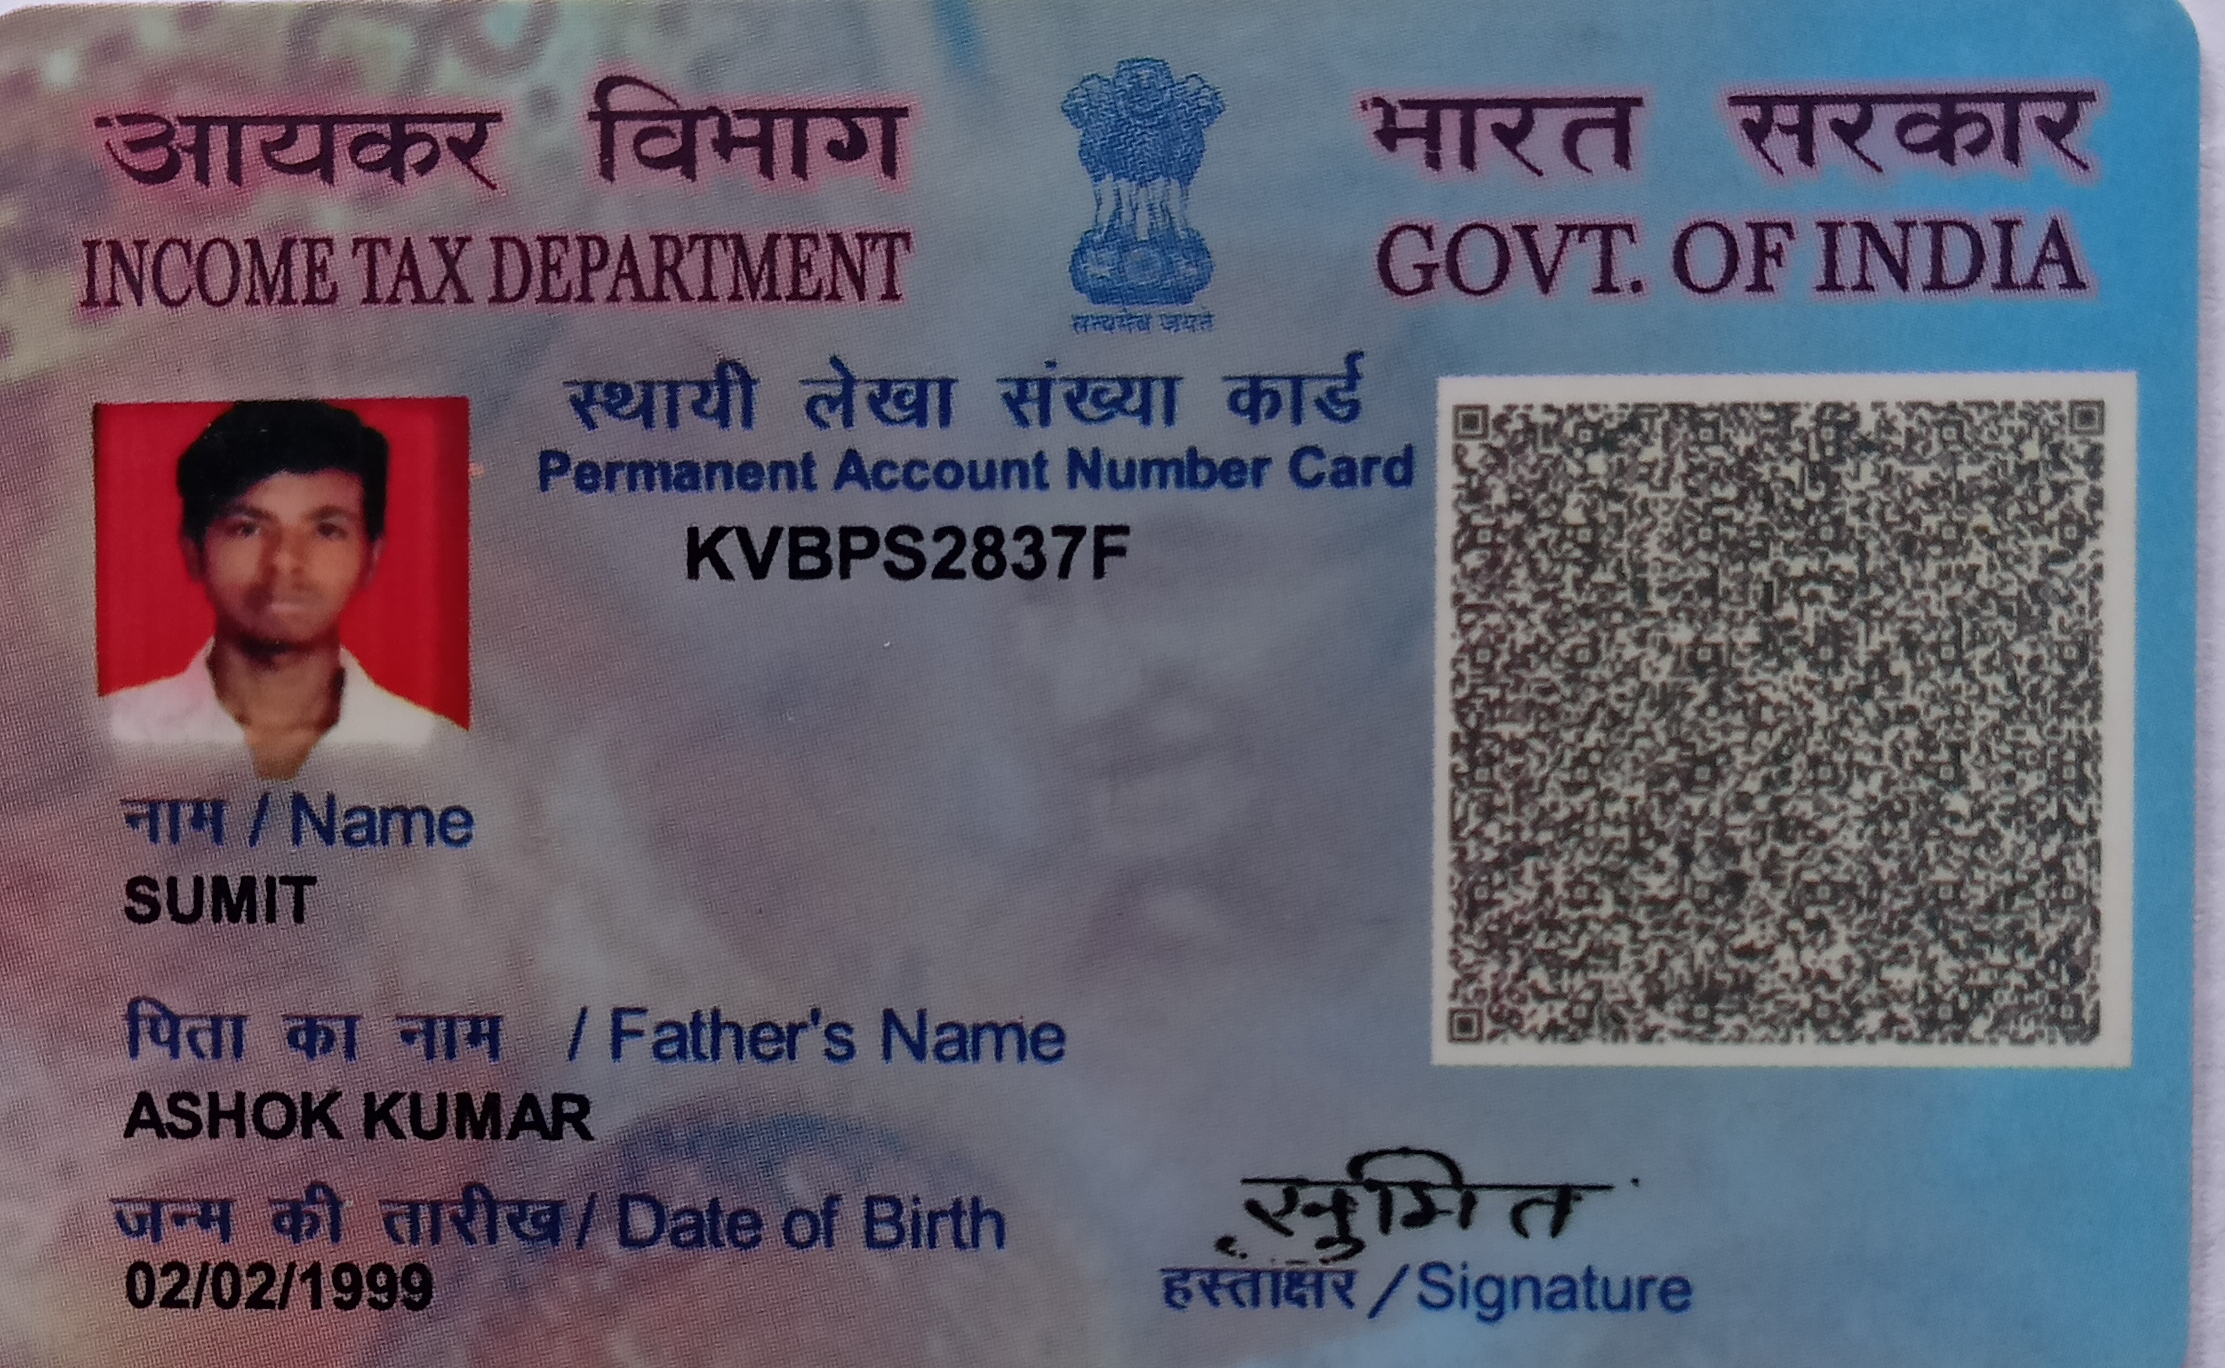 आयकर विभाग
INCOME TAX DEPARTMENT
सत्यमेव जयते
भारत सरकार
GOVT. OF INDIA
स्थायी लेखा संख्या कार्ड
Permanent Account Number Card
KVBPS2837F
नाम / Name
SUMIT
पिता का नाम / Father's Name
ASHOK KUMAR
जन्म की तारीख / Date of Birth
02/02/1999
सुमित
हस्ताक्षर / Signature